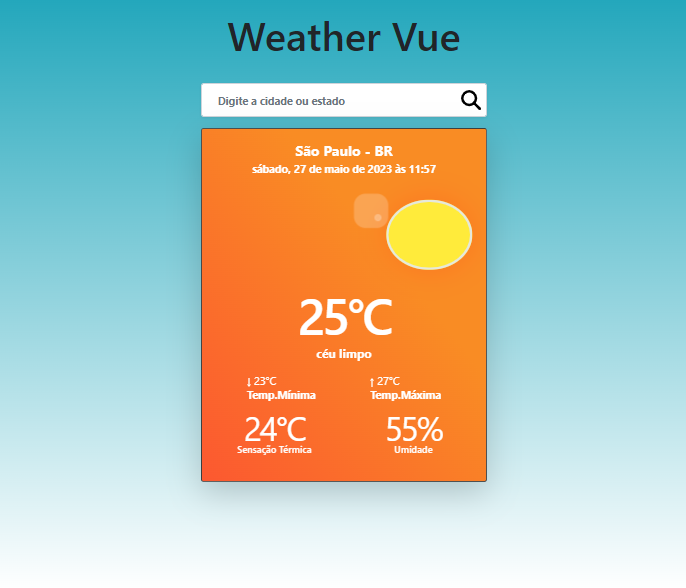 Weather Vue
Digite a cidade ou estado
São Paulo - BR
sábado, 27 de maio de 2023 às 11:57
25°C
céu limpo
↓ 23°C
Temp.Mínima
↑ 27°C
Temp.Máxima
24°C
Sensação Térmica
55%
Umidade